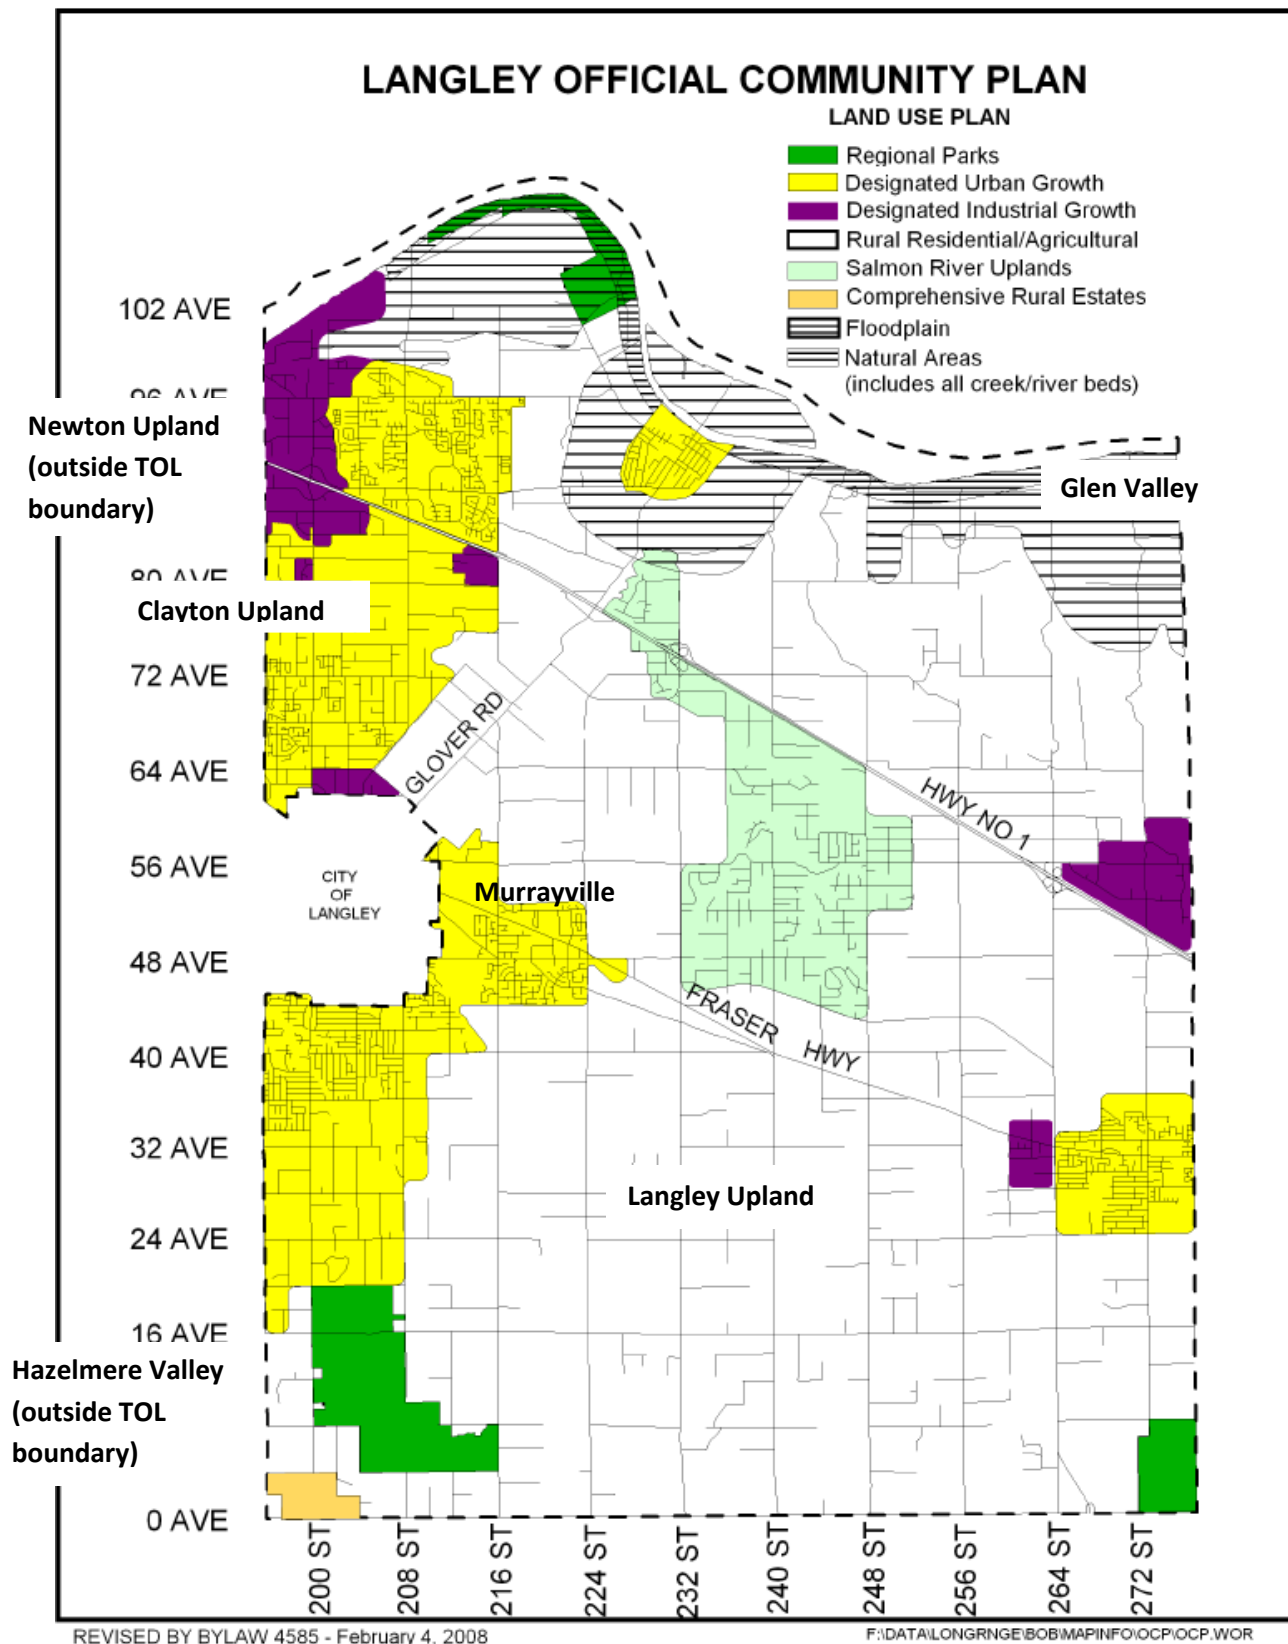 LANGLEY OFFICIAL COMMUNITY PLAN
LAND USE PLAN
Regional Parks
Designated Urban Growth
Designated Industrial Growth
Rural Residential/Agricultural
Salmon River Uplands
Comprehensive Rural Estates
Floodplain
Natural Areas
(includes all creek/river beds)
102 AVE
96 AVE
Newton Upland
(outside TOL
boundary)
Glen Valley
80 AVE
Clayton Upland
72 AVE
GLOVER RD
64 AVE
HWY NO 1
56 AVE
CITY
OF
LANGLEY
Murrayville
48 AVE
FRASER HWY
40 AVE
32 AVE
Langley Upland
24 AVE
16 AVE
Hazelmere Valley
(outside TOL
boundary)
0 AVE
200 ST
208 ST
216 ST
224 ST
232 ST
240 ST
248 ST
256 ST
264 ST
272 ST
REVISED BY BYLAW 4585 - February 4, 2008
F:\DATA\LONGRNGE\BOB\MAPINFO\OCP\OCP.WOR